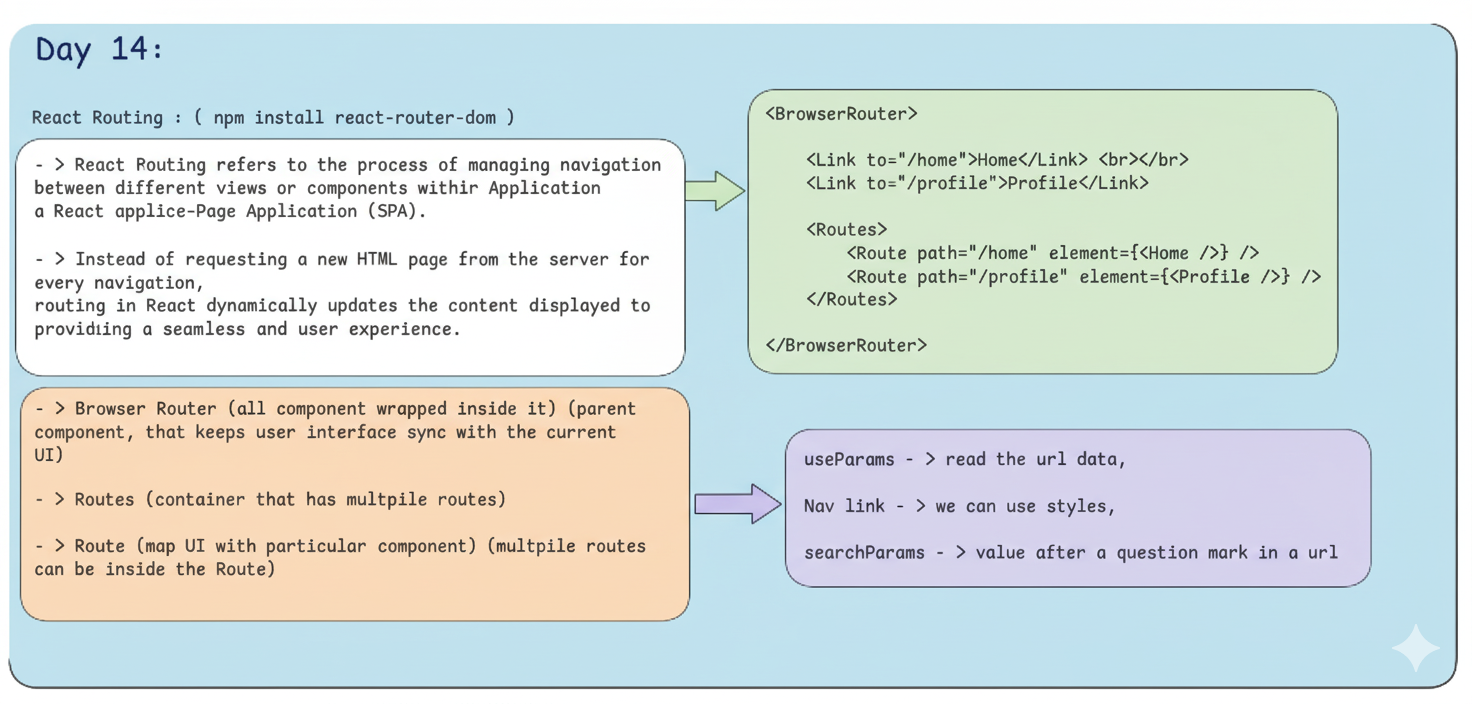 Day 14:
React Routing : ( npm install react-router-dom )
- > React Routing refers to the process of managing navigation
between different views or components withir Application
a React applice-Page Application (SPA).
- > Instead of requesting a new HTML page from the server for
every navigation,
routing in React dynamically updates the content displayed to
providiing a seamless and user experience.
<BrowserRouter>
<Link to="/home">Home</Link> <br></br>
<Link to="/profile">Profile</Link>
<Routes>
<Route path="/home" element={<Home />} />
<Route path="/profile" element={<Profile />} />
</Routes>
</BrowserRouter>
- > Browser Router (all component wrapped inside it) (parent
component, that keeps user interface sync with the current
UI)
- > Routes (container that has multpile routes)
- > Route (map UI with particular component) (multpile routes
can be inside the Route)
useParams - > read the url data,
Nav link - > we can use styles,
searchParams - > value after a question mark in a url